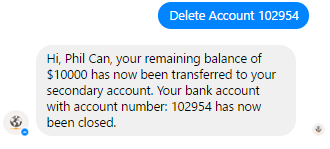 Delete Account 102954
Hi, Phil Can, your remaining balance of
$10000 has now been transferred to your
secondary account. Your bank account
with account number: 102954 has now
been closed.